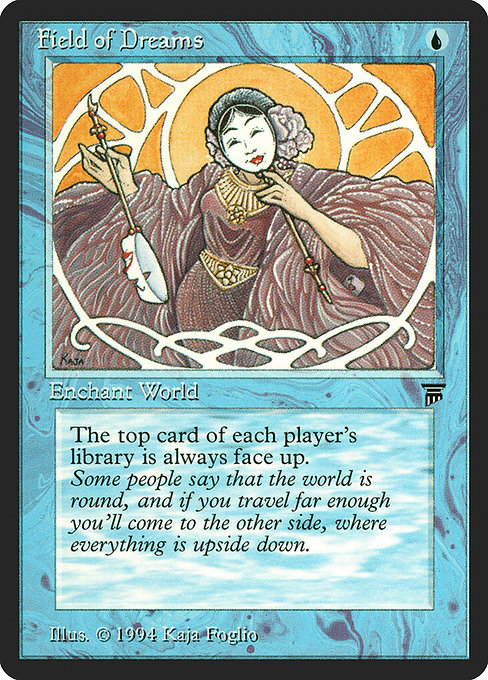 Field of Dreams
KAJA
Enchant World
The top card of each player's
library is always face up.
Some people say that the world is
round, and if you travel far enough
you'll come to the other side, where
everything is upside down.
Illus. © 1994 Kaja Foglio